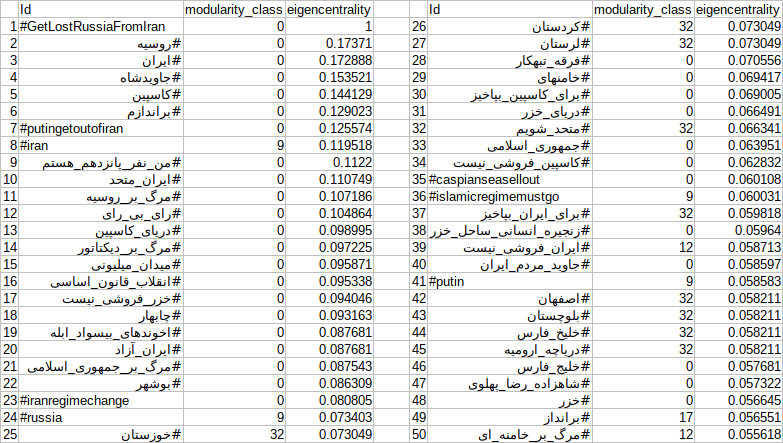 Id modularity_class eigencentrality
1 #GetLostRussiaFromIran 0 1
2 #روسیه 0 0.17371
3 #ایران 0 0.172888
4 #جاویدشاه 0 0.153521
5 #کاسپین 0 0.144129
6 #براندازم 0 0.129023
7 #putingetoutofiran 0 0.125574
8 #iran 9 0.119518
9 #من_نفر_پانزدهم_هستم 0 0.1122
10 #ایران_متحد 0 0.110749
11 #مرگ_بر_روسیه 0 0.107186
12 #رای_بی_رای 0 0.104864
13 #دریای_کاسپین 0 0.098995
14 #مرگ_بر_دیکتاتور 0 0.097225
15 #میدان_میلیونی 0 0.095871
16 #انقلاب_قانون_اساسی 0 0.095338
17 #خزر_فروشی_نیست 0 0.094046
18 #چابهار 0 0.093163
19 #اخوندهای_بیسواد_ابله 0 0.087681
20 #ایران_آزاد 0 0.087681
21 #مرگ_بر_جمهوری_اسلامی 0 0.087543
22 #بوشهر 0 0.086309
23 #iranregimechange 0 0.080805
24 #russia 9 0.073403
25 #خوزستان 32 0.073049
Id modularity_class eigencentrality
26 #کردستان 32 0.073049
27 #لرستان 32 0.073049
28 #فرقه_تبهکار 0 0.070556
29 #خامنهای 0 0.069417
30 #برای_کاسپین_بپاخیز 0 0.069005
31 #دریای_خزر 0 0.066491
32 #متحد_شویم 32 0.066341
33 #جمهوری_اسلامی 0 0.063951
34 #کاسپین_فروشی_نیست 0 0.062832
35 #caspianseasellout 0 0.060108
36 #islamicregimemustgo 9 0.060031
37 #برای_ایران_بپاخیز 32 0.059818
38 #زنجیره_انسانی_ساحل_خزر 0 0.05964
39 #ایران_فروشی_نیست 12 0.058713
40 #جاوید_مردم_ایران 0 0.058597
41 #putin 9 0.058583
42 #اصفهان 32 0.058211
43 #بلوچستان 32 0.058211
44 #خلیخ_فارس 32 0.058211
45 #دریاچه_ارومیه 32 0.058211
46 #خلیج_فارس 0 0.057681
47 #شاهزاده_رضا_پهلوی 0 0.057322
48 #خزر 0 0.056645
49 #برانداز 17 0.056551
50 #مرگ_بر_خامنه_ای 12 0.055618